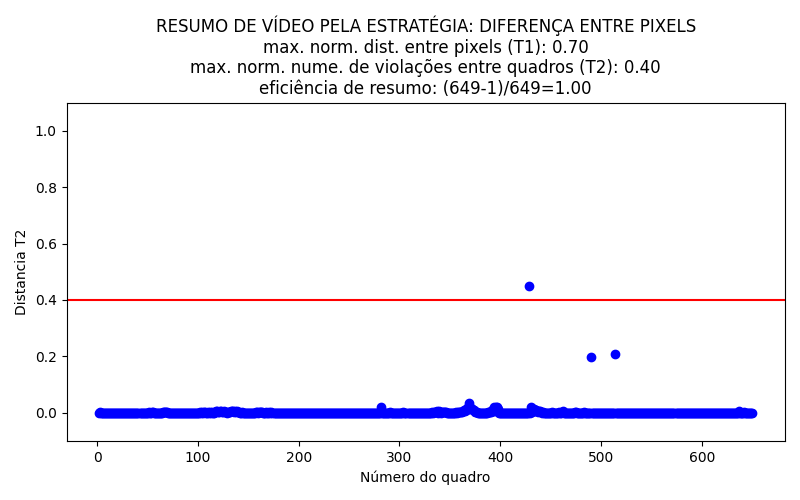 RESUMO DE VÍDEO PELA ESTRATÉGIA: DIFERENÇA ENTRE PIXELS
max. norm. dist. entre pixels (T1): 0.70
max. norm. nume. de violações entre quadros (T2): 0.40
eficiência de resumo: (649-1)/649=1.00
1.0
0.8
0.6
0.4
0.2
0.0
Distancia T2
0 100 200 300 400 500 600
Número do quadro